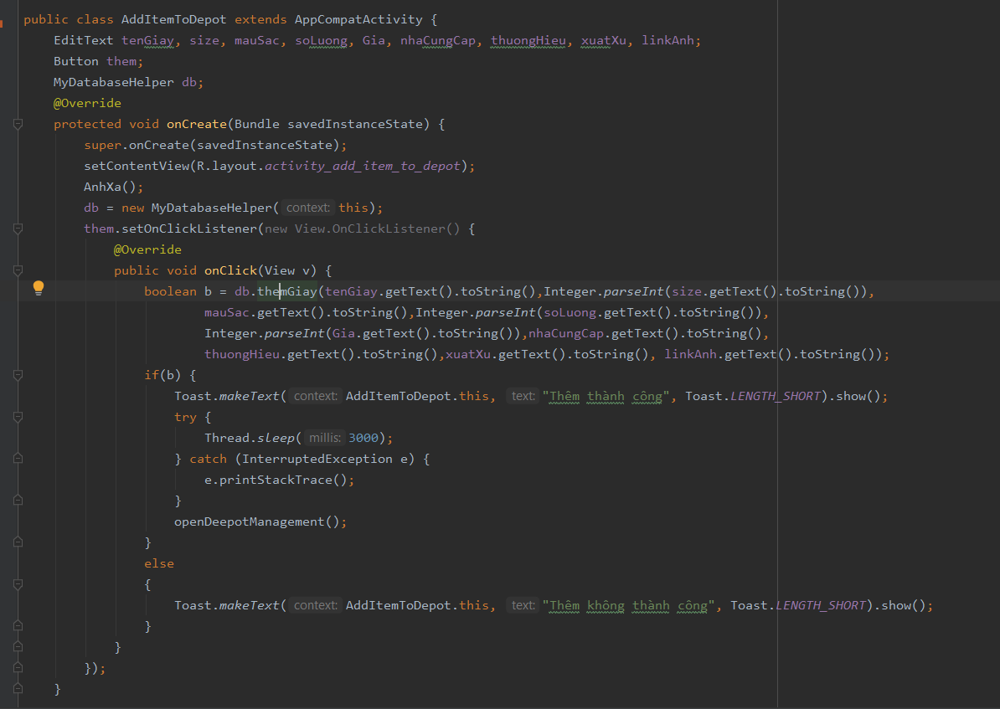 public class AddItemToDepot extends AppCompatActivity {
EditText tenGiay, size, mauSac, soLuong, Gia, nhaCungCap, thuongHieu, xuatXu, linkAnh;
Button them;
MyDatabaseHelper db;
@Override
protected void onCreate(Bundle savedInstanceState) {
super.onCreate(savedInstanceState);
setContentView(R.layout.activity_add_item_to_depot);
AnhXa();
db = new MyDatabaseHelper( context: this);
them.setOnClickListener(new View.OnClickListener() {
@Override
public void onClick(View v) {
boolean b = db.themGiay(tenGiay.getText().toString(),Integer.parseInt(size.getText().toString()),
mauSac.getText().toString(),Integer.parseInt(soLuong.getText().toString()),
Integer.parseInt(Gia.getText().toString()),nhaCungCap.getText().toString(),
thuongHieu.getText().toString(),xuatXu.getText().toString(), linkAnh.getText().toString());
if(b) {
Toast.makeText( context: AddItemToDepot.this, text: "Thêm thành công", Toast.LENGTH_SHORT).show();
try {
Thread.sleep( millis: 3000);
} catch (InterruptedException e) {
e.printStackTrace();
}
openDeepotManagement();
}
else
{
Toast.makeText( context: AddItemToDepot.this, text: "Thêm không thành công", Toast.LENGTH_SHORT).show();
}
}
});
}